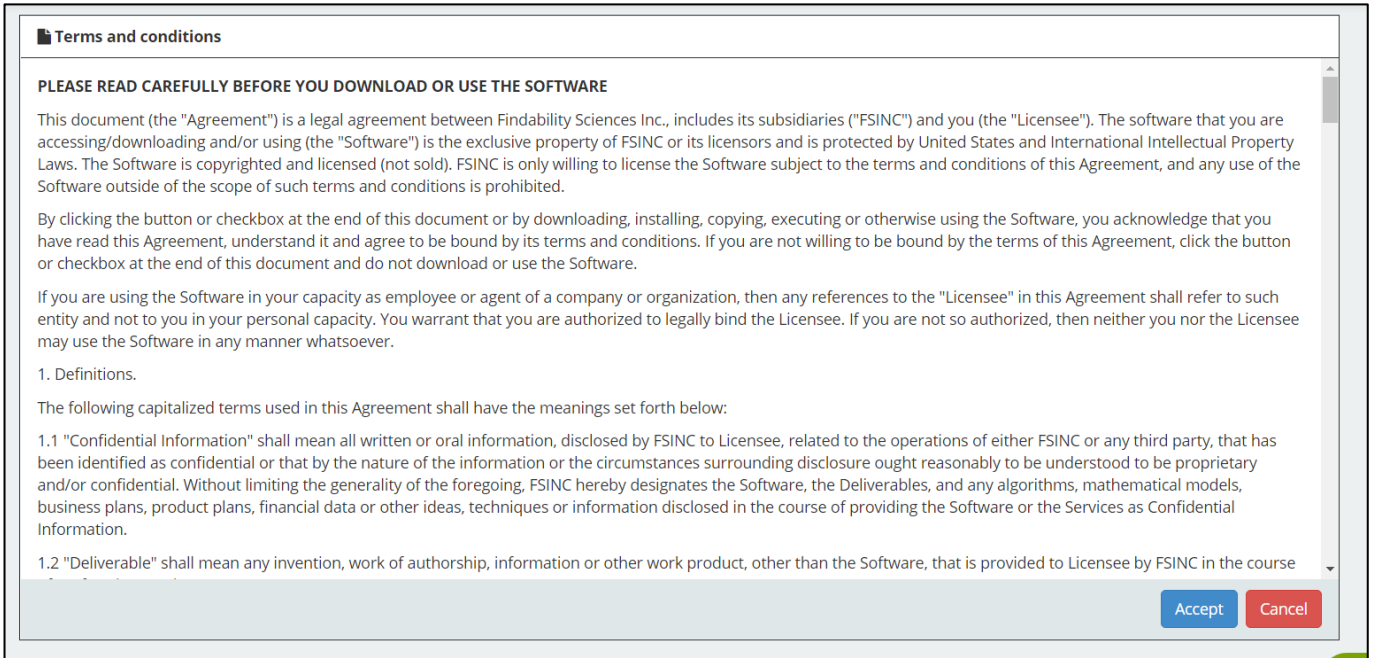 Terms and conditions
PLEASE READ CAREFULLY BEFORE YOU DOWNLOAD OR USE THE SOFTWARE
This document (the "Agreement") is a legal agreement between Findability Sciences Inc., includes its subsidiaries ("FSINC") and you (the "Licensee"). The software that you are
accessing/downloading and/or using (the "Software") is the exclusive property of FSINC or its licensors and is protected by United States and International Intellectual Property
Laws. The Software is copyrighted and licensed (not sold). FSINC is only willing to license the Software subject to the terms and conditions of this Agreement, and any use of the
Software outside of the scope of such terms and conditions is prohibited.
By clicking the button or checkbox at the end of this document or by downloading, installing, copying, executing or otherwise using the Software, you acknowledge that you
have read this Agreement, understand it and agree to be bound by its terms and conditions. If you are not willing to be bound by the terms of this Agreement, click the button
or checkbox at the end of this document and do not download or use the Software.
If you are using the Software in your capacity as employee or agent of a company or organization, then any references to the "Licensee" in this Agreement shall refer to such
entity and not to you in your personal capacity. You warrant that you are authorized to legally bind the Licensee. If you are not so authorized, then neither you nor the Licensee
may use the Software in any manner whatsoever.
1. Definitions.
The following capitalized terms used in this Agreement shall have the meanings set forth below:
1.1 "Confidential Information" shall mean all written or oral information, disclosed by FSINC to Licensee, related to the operations of either FSINC or any third party, that has
been identified as confidential or that by the nature of the information or the circumstances surrounding disclosure ought reasonably to be understood to be proprietary
and/or confidential. Without limiting the generality of the foregoing, FSINC hereby designates the Software, the Deliverables, and any algorithms, mathematical models,
business plans, product plans, financial data or other ideas, techniques or information disclosed in the course of providing the Software or the Services as Confidential
Information.
1.2 "Deliverable" shall mean any invention, work of authorship, information or other work product, other than the Software, that is provided to Licensee by FSINC in the course
Accept Cancel